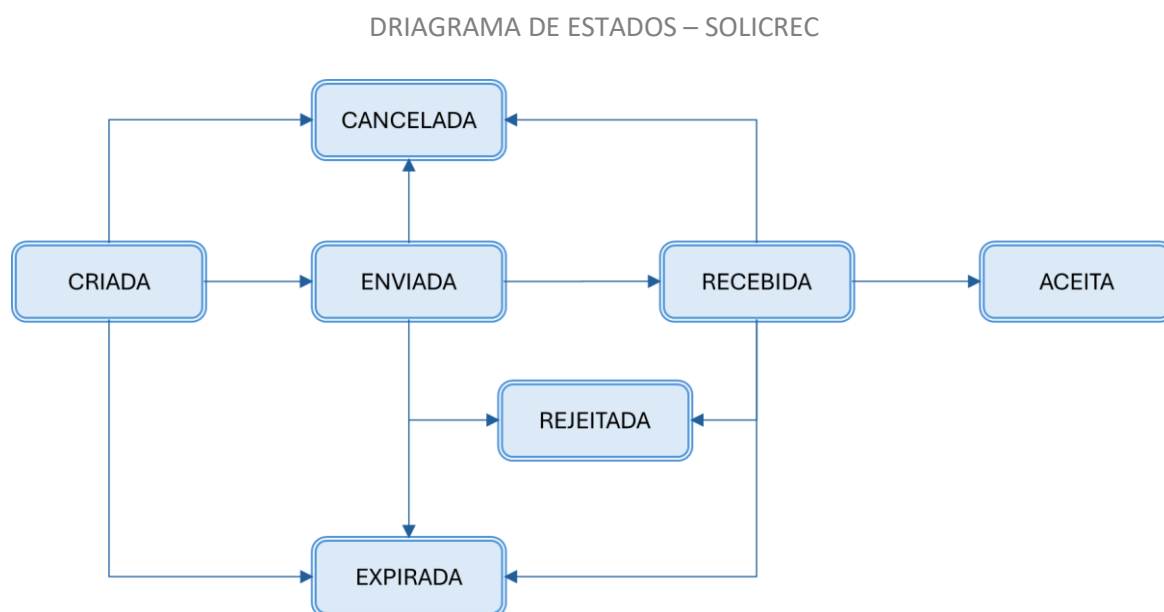 DRIAGRAMA DE ESTADOS – SOLICREC
CANCELADA
CRIADA
ENVIADA
RECEBIDA
ACEITA
REJEITADA
EXPIRADA